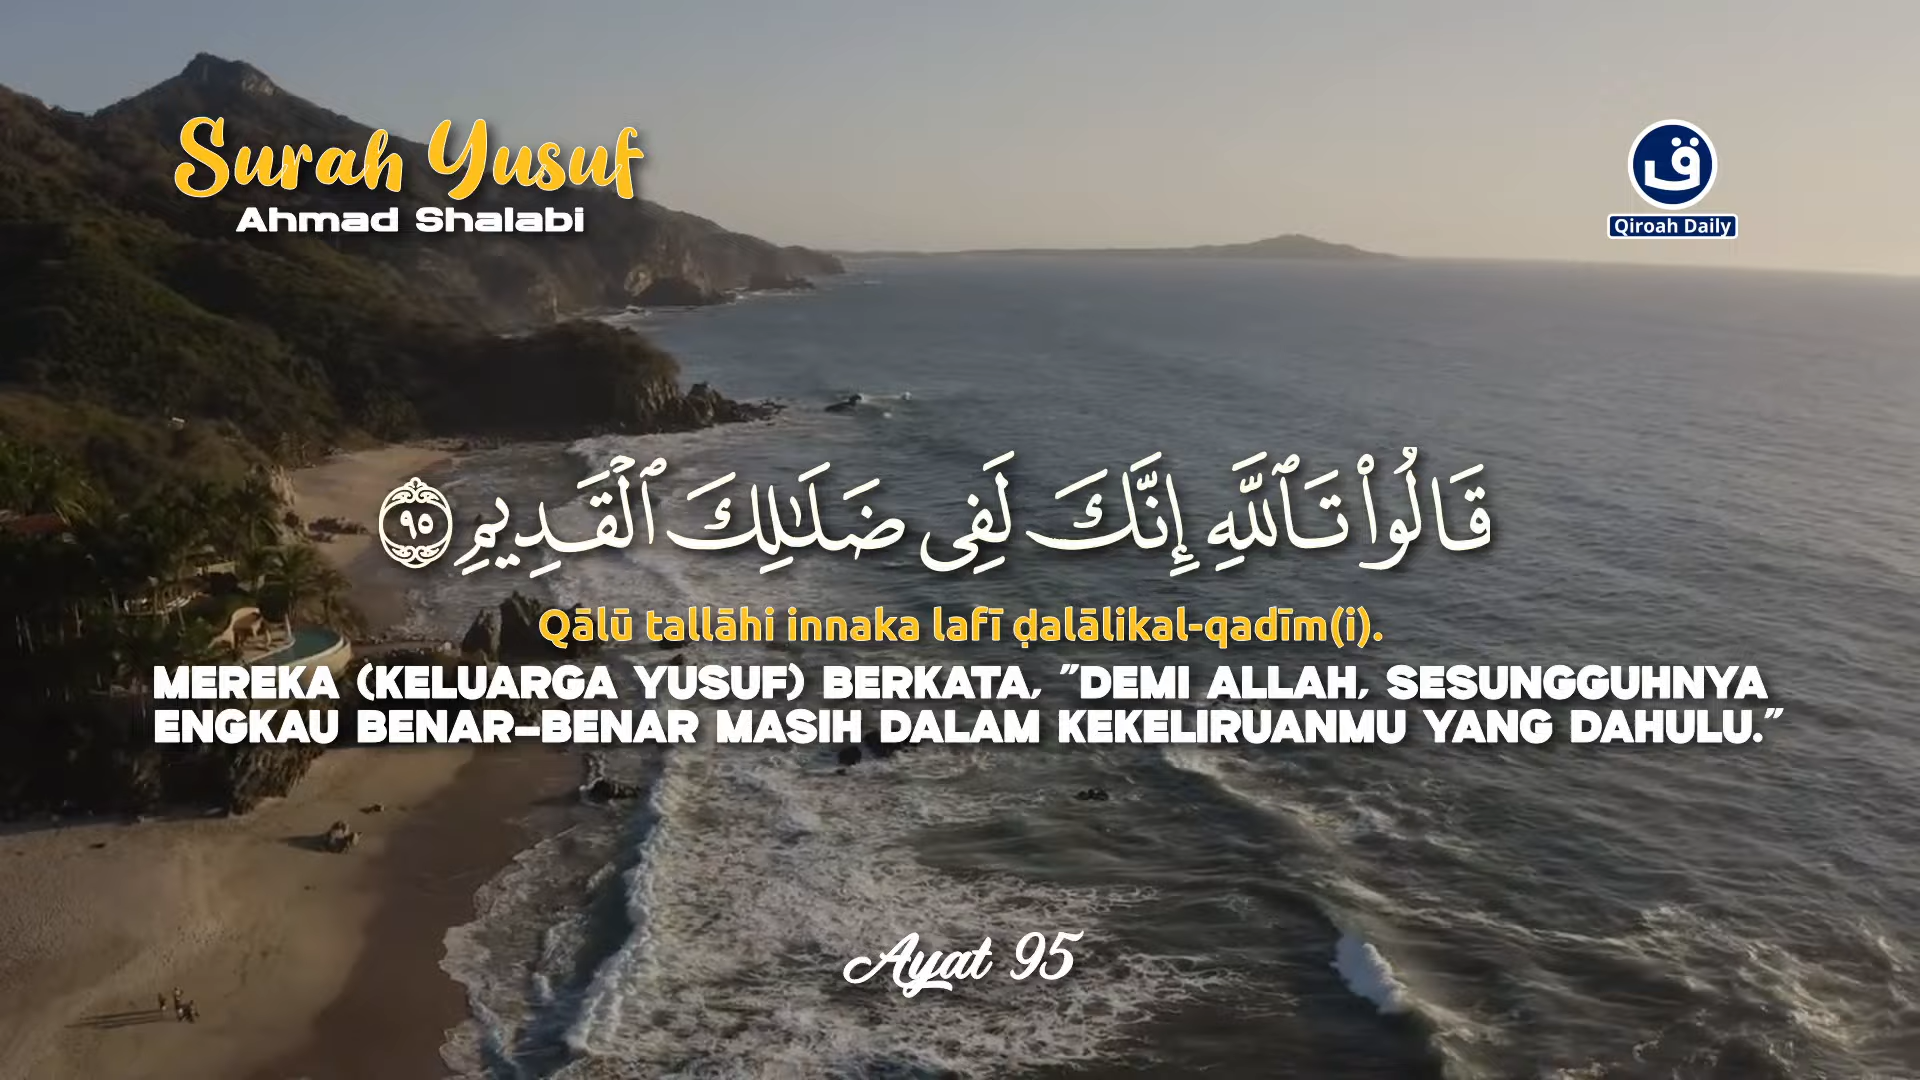 Surah Yusuf
Ahmad Shalabi
ق
Qiroah Daily
قَالُوا۟ تَٱللَّهِ إِنَّكَ لَفِى ضَلَـٰلِكَ ٱلْقَدِيمِ ٩٥
Qālū tallāhi innaka lafī ḍalālikal-qadīm(i).
MEREKA (KELUARGA YUSUF) BERKATA, "DEMI ALLAH, SESUNGGUHNYA
ENGKAU BENAR-BENAR MASIH DALAM KEKELIRUANMU YANG DAHULU."
Ayat 95